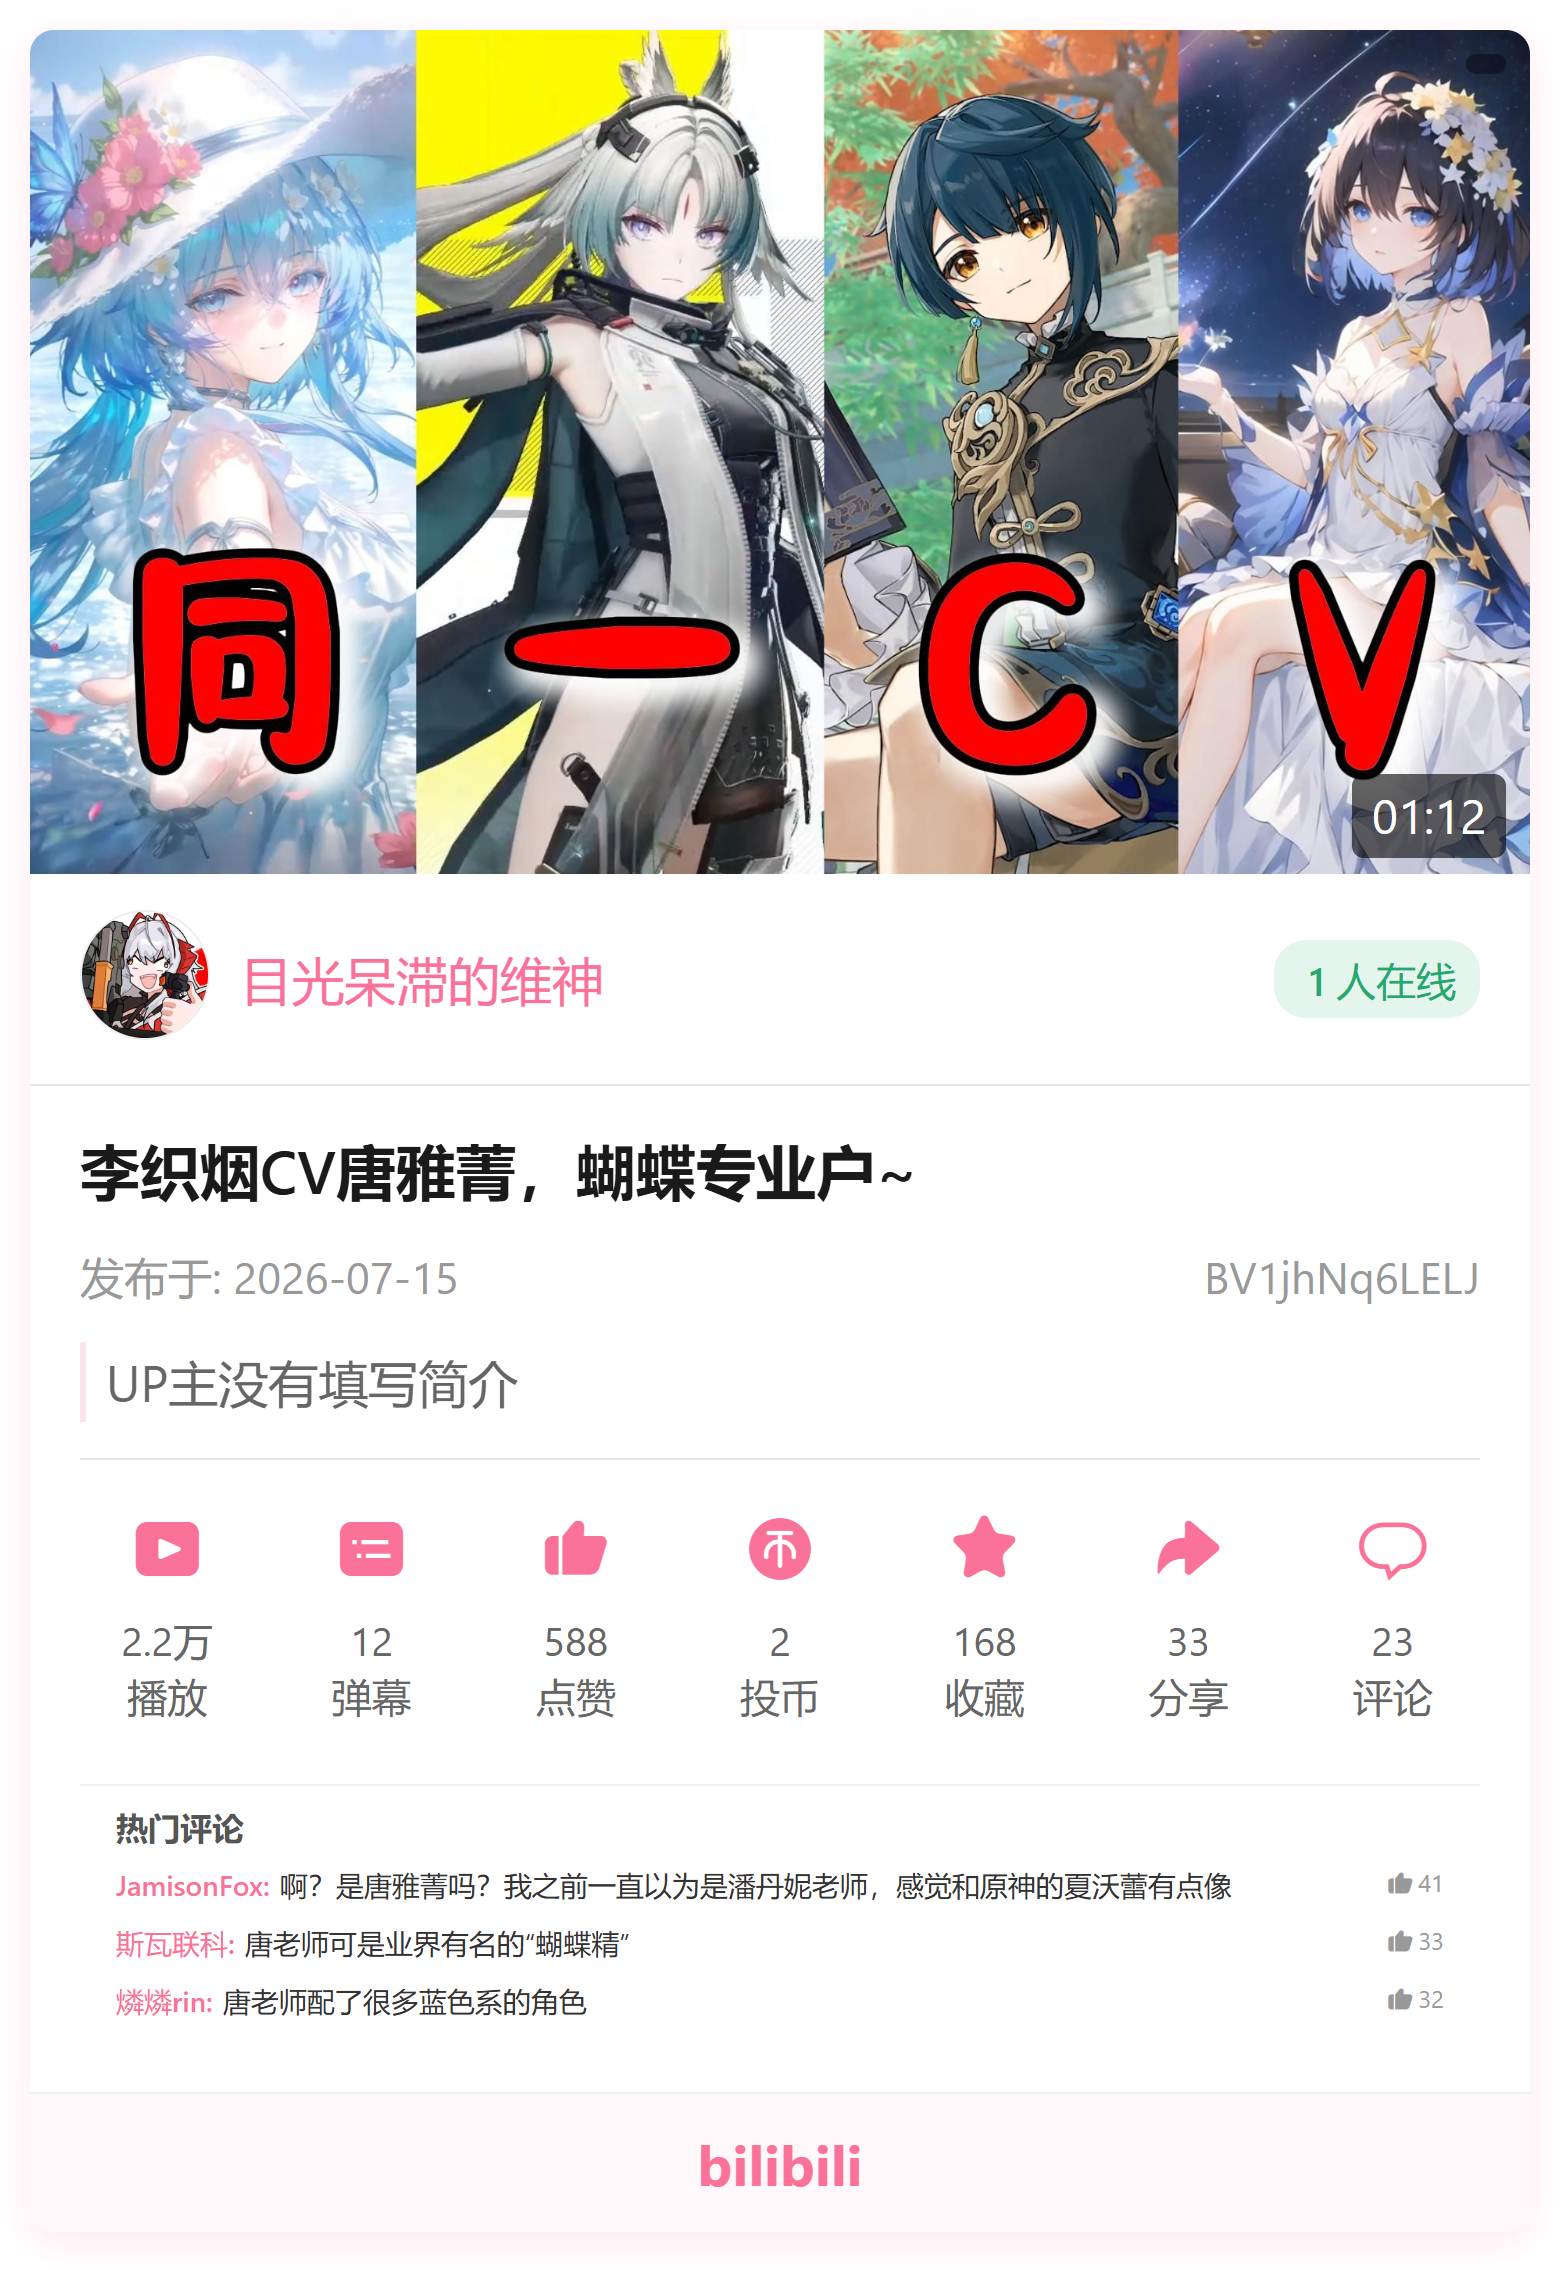 同一CV
01:12
目光呆滞的维神
1 人在线
李织烟CV唐雅菁，蝴蝶专业户~
发布于: 2026-07-15
BV1jhNq6LELJ
UP主没有填写简介
2.2万 12 588 2 168 33 23
播放 弹幕 点赞 投币 收藏 分享 评论
热门评论
JamisonFox: 啊？是唐雅菁吗？我之前一直以为是潘丹妮老师，感觉和原神的夏沃蕾有点像 41
斯瓦联科: 唐老师可是业界有名的“蝴蝶精” 33
燐燐rin: 唐老师配了很多蓝色系的角色 32
bilibili